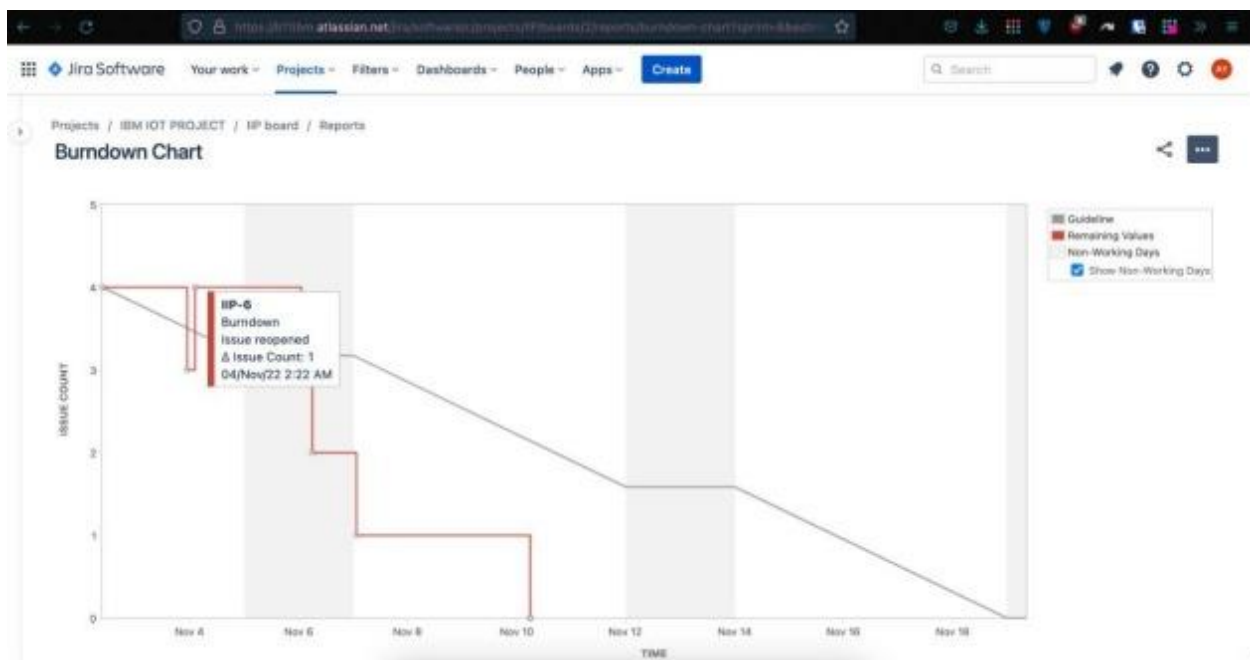 atlassian.net
Jira Software Your work Projects Filters Dashboards People Apps Create Search
Projects / IBM IOT PROJECT / IIP board / Reports
Burndown Chart
5
4
3
2
1
0
ISSUE COUNT
IIP-6
Burndown
Issue reopened
Δ Issue Count: 1
04/Nov/22 2:22 AM
Guideline
Remaining Values
Non-Working Days
Show Non-Working Days
Nov 4 Nov 6 Nov 8 Nov 10 Nov 12 Nov 14 Nov 16 Nov 18
TIME